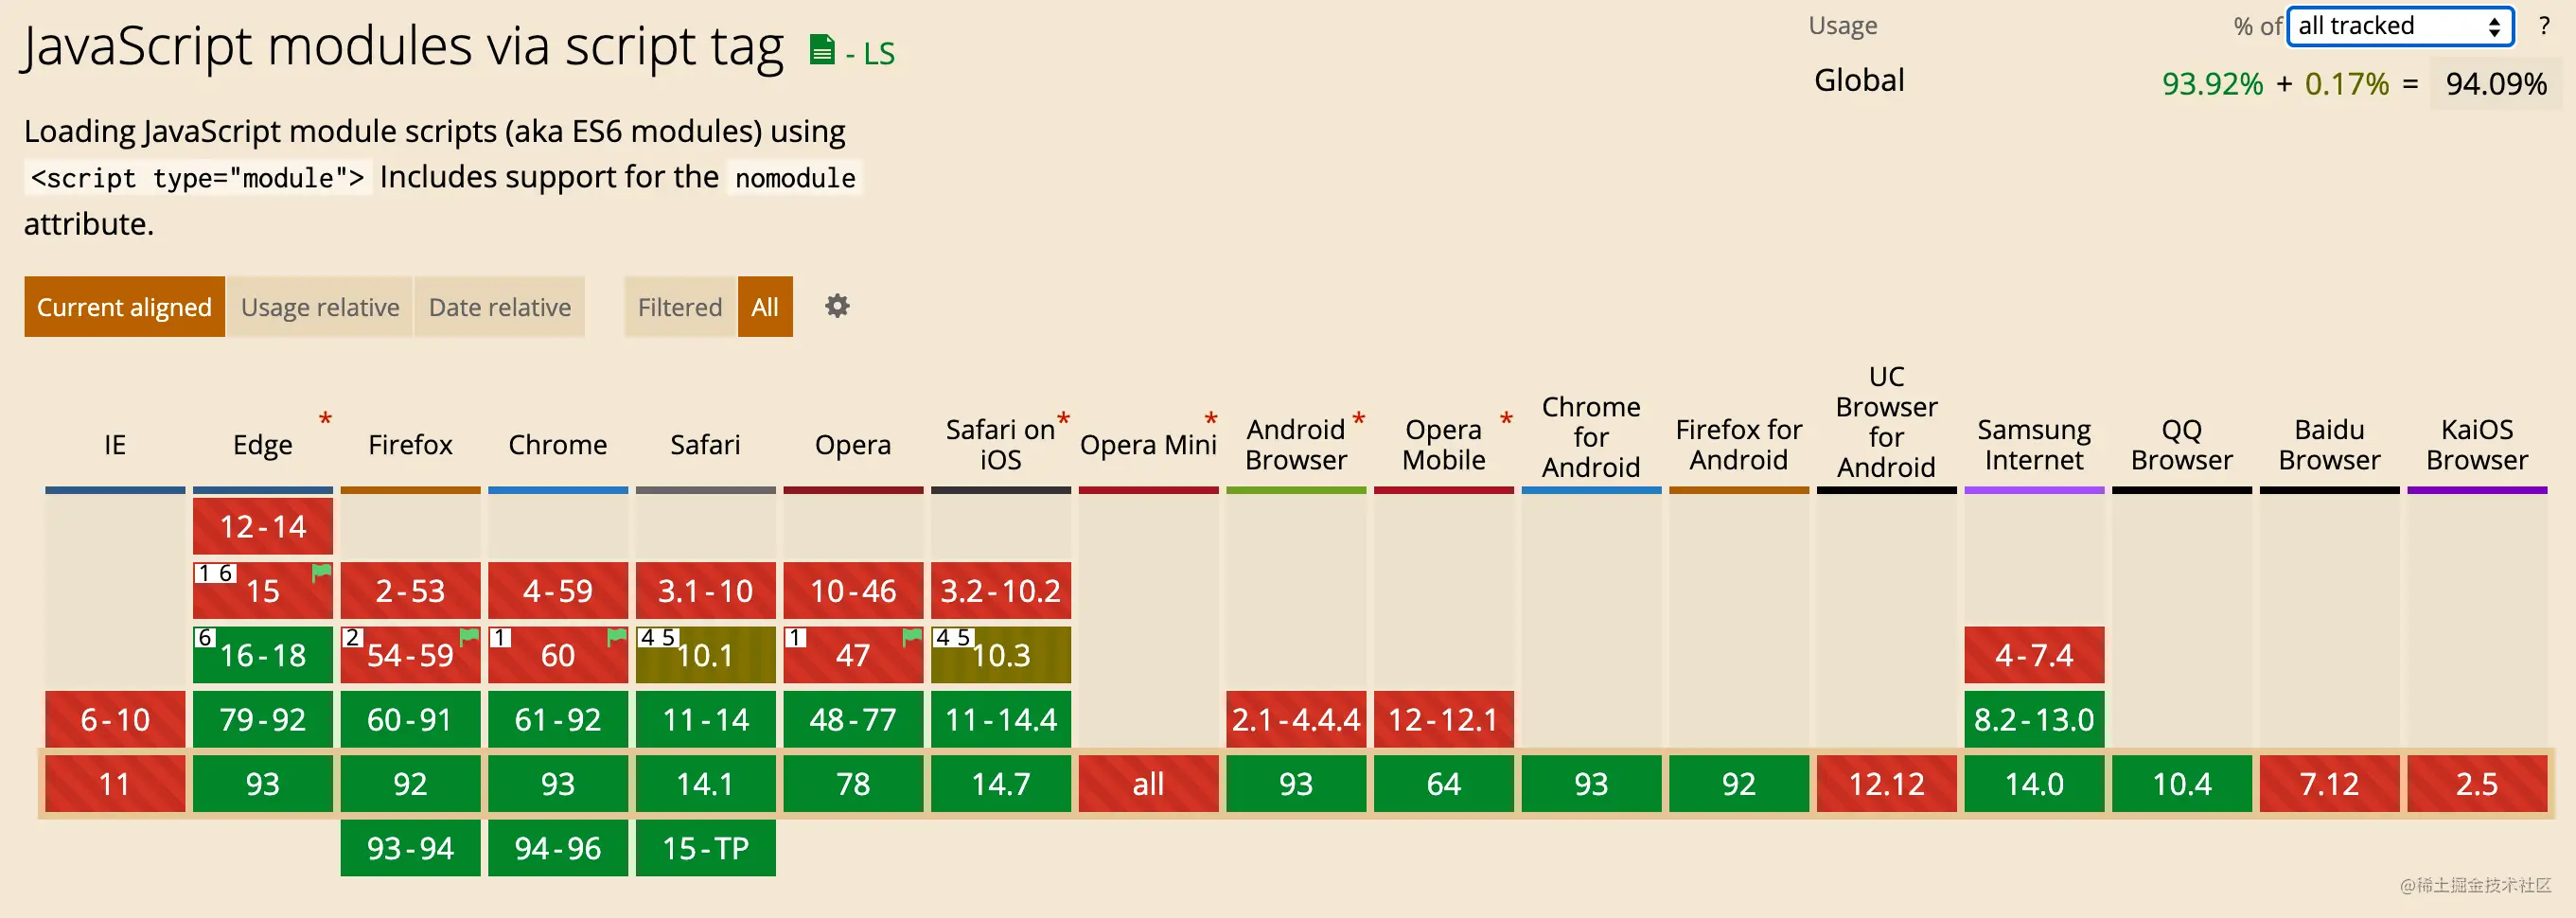 JavaScript modules via script tag - LS
Usage % of all tracked ?
Global 93.92% + 0.17% = 94.09%
Loading JavaScript module scripts (aka ES6 modules) using
<script type="module"> Includes support for the nomodule
attribute.
Current aligned Usage relative Date relative Filtered All
IE
Edge *
Firefox
Chrome
Safari
Opera
Safari on *
iOS
Opera Mini *
Android *
Browser
Opera *
Mobile
Chrome
for
Android
Firefox for
Android
UC
Browser
for
Android
Samsung
Internet
QQ
Browser
Baidu
Browser
KaiOS
Browser
12-14
1 6 15 2-53 4-59 3.1-10 10-46 3.2-10.2
6 16-18 2 54-59 1 60 4 5 10.1 1 47 4 5 10.3 4-7.4
6-10 79-92 60-91 61-92 11-14 48-77 11-14.4 2.1-4.4.4 12-12.1 8.2-13.0
11 93 92 93 14.1 78 14.7 all 93 64 93 92 12.12 14.0 10.4 7.12 2.5
93-94 94-96 15-TP
@稀土掘金技术社区